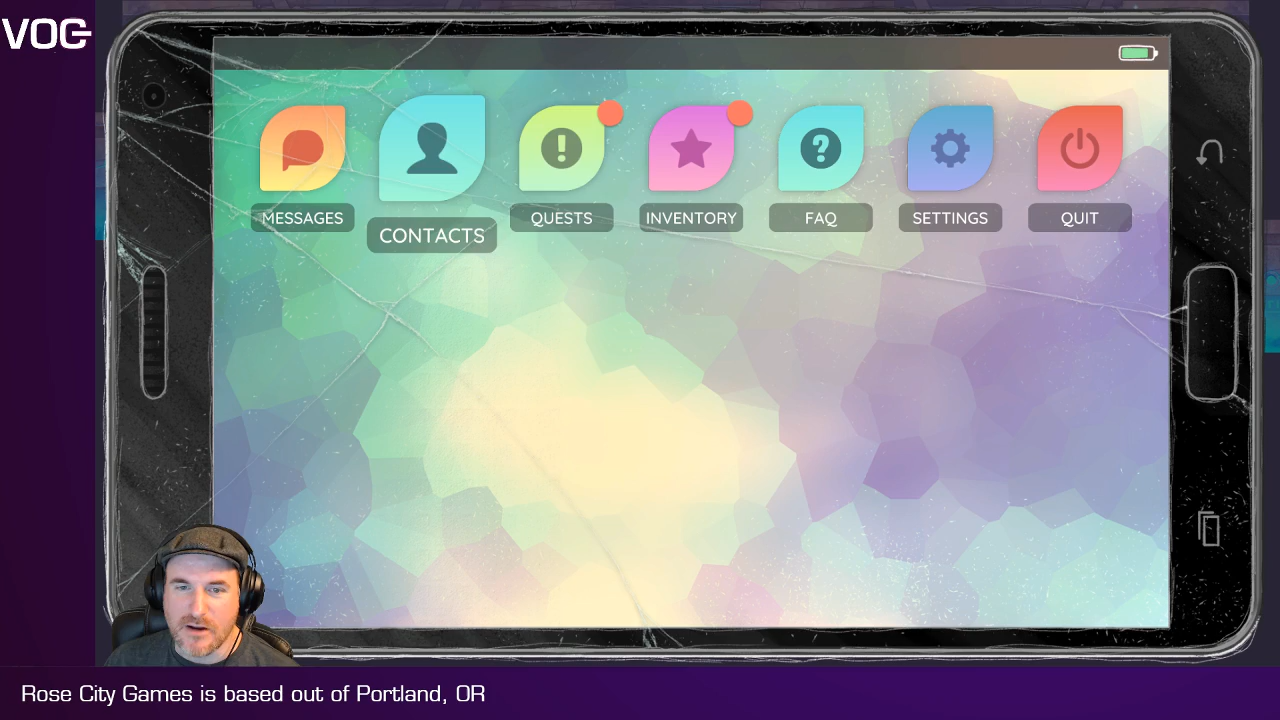 VOG
MESSAGES
CONTACTS
QUESTS
INVENTORY
FAQ
SETTINGS
QUIT
Rose City Games is based out of Portland, OR